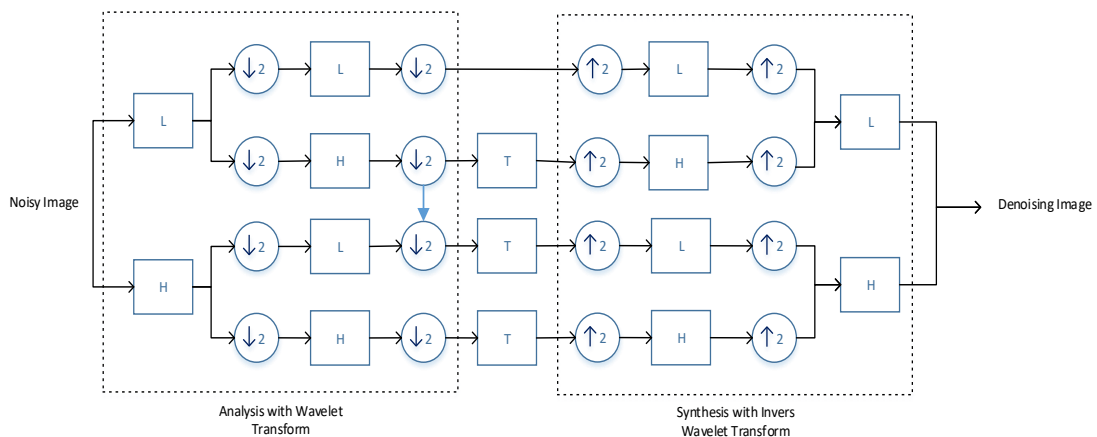 ↓2 L ↓2 ↑2 L ↑2
L L
↓2 H ↓2 T ↑2 H ↑2
Noisy Image Denoising Image
↓2 L ↓2 T ↑2 L ↑2
H H
↓2 H ↓2 T ↑2 H ↑2
Analysis with Wavelet
Transform
Synthesis with Invers
Wavelet Transform